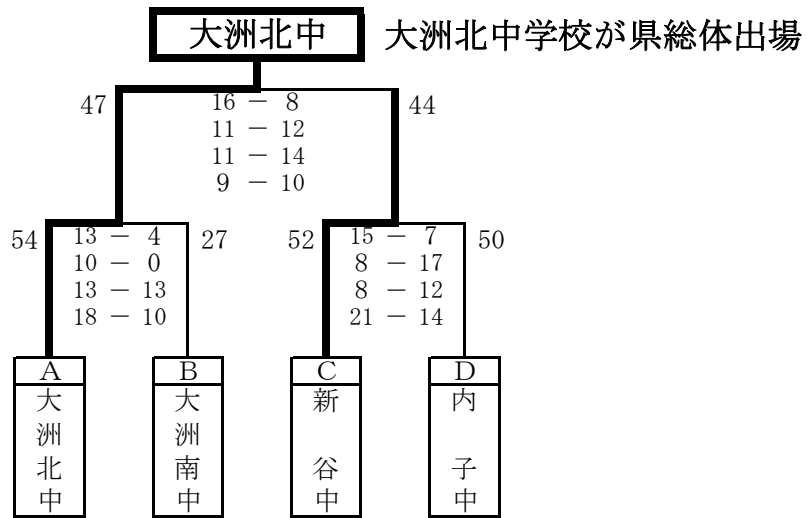 大洲北中 大洲北中学校が県総体出場
47 16 － 8 44
11 － 12
11 － 14
9 － 10
54 13 － 4 27 52 15 － 7 50
10 － 0 8 － 17
13 － 13 8 － 12
18 － 10 21 － 14
A B C D
大洲北中
大洲南中
新谷中
内子中